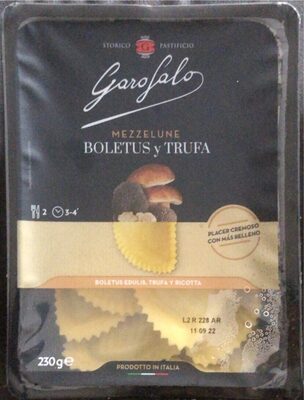 STORICO G PASTIFICIO
Garofalo
MEZZELUNE
BOLETUS y TRUFA
2 3-4'
PLACER CREMOSO
CON MÁS RELLENO
BOLETUS EDULIS, TRUFA Y RICOTTA
L2 R 228 AR
11 09 22
230g℮
PRODOTTO IN ITALIA